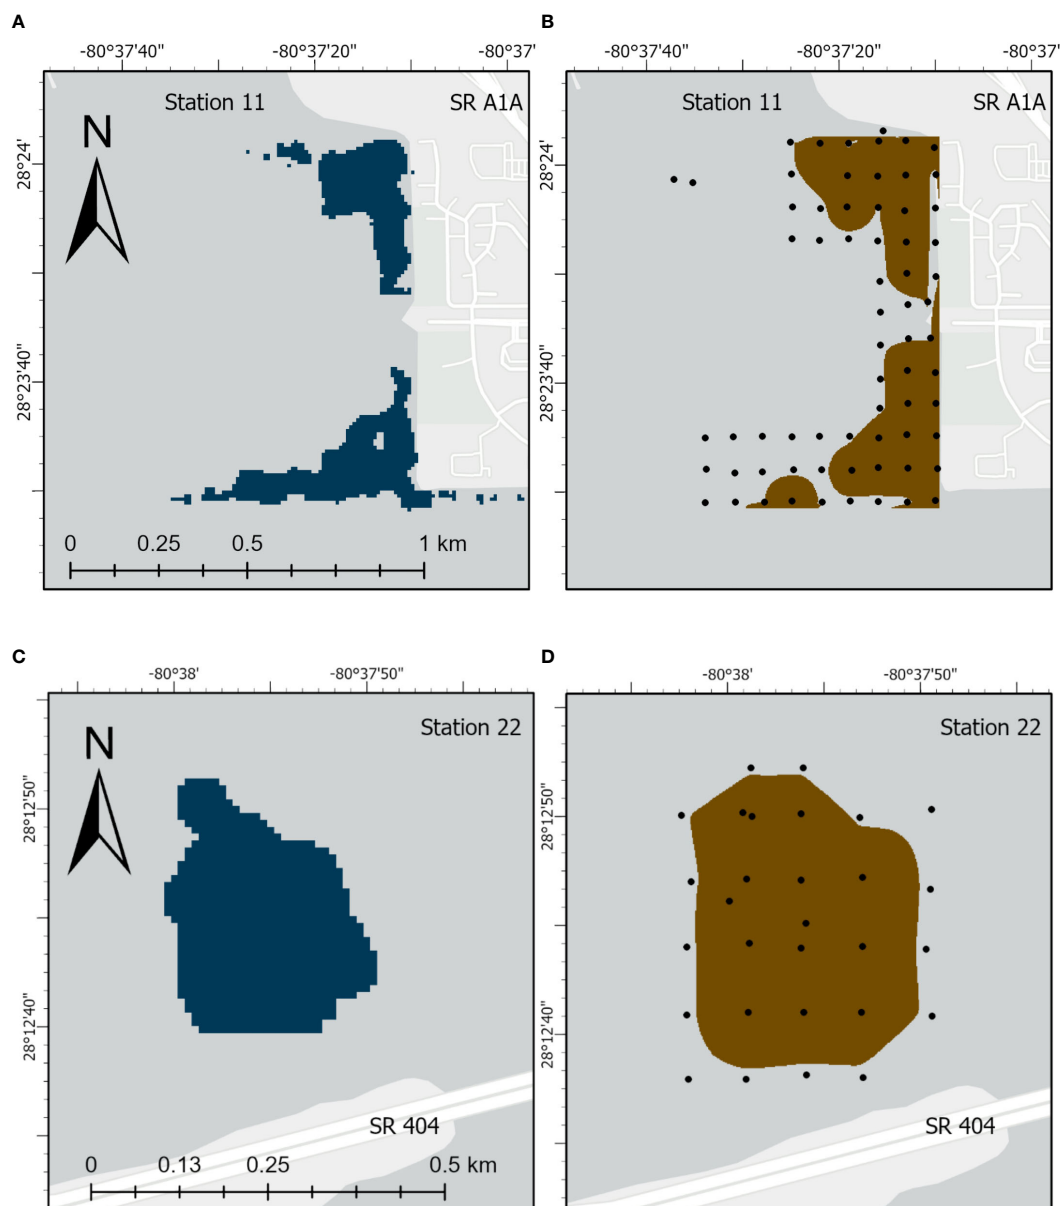 A
B
-80°37'40"
-80°37'20"
-80°37'
-80°37'40"
-80°37'20"
-80°37'
Station 11
SR A1A
Station 11
SR A1A
N
28°24'
28°24'
28°23'40"
28°23'40"
0
0.25
0.5
1 km
C
D
-80°38'
-80°37'50"
-80°38'
-80°37'50"
Station 22
Station 22
N
28°12'50"
28°12'50"
28°12'40"
28°12'40"
SR 404
SR 404
0
0.13
0.25
0.5 km